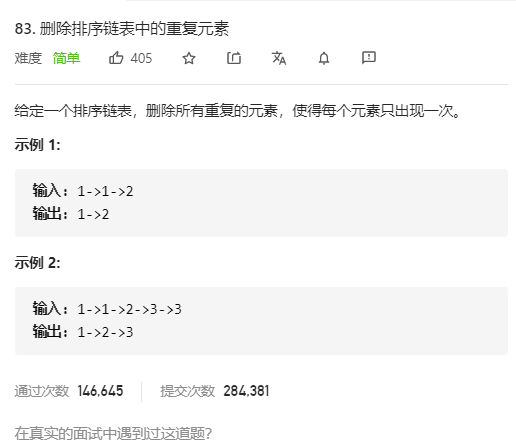 83. 删除排序链表中的重复元素
难度 简单 405
给定一个排序链表，删除所有重复的元素，使得每个元素只出现一次。
示例 1:
输入: 1->1->2
输出: 1->2
示例 2:
输入: 1->1->2->3->3
输出: 1->2->3
通过次数 146,645 提交次数 284,381
在真实的面试中遇到过这道题?